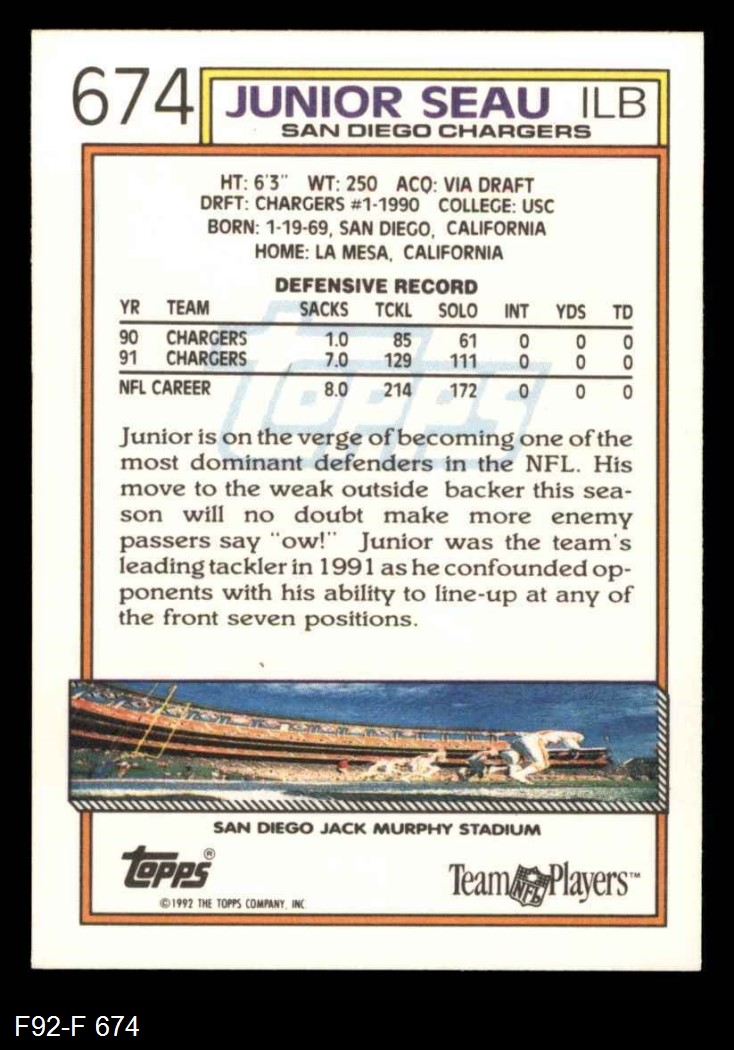 674 JUNIOR SEAU ILB
SAN DIEGO CHARGERS
HT: 6'3" WT: 250 ACQ: VIA DRAFT
DRFT: CHARGERS #1-1990 COLLEGE: USC
BORN: 1-19-69, SAN DIEGO, CALIFORNIA
HOME: LA MESA, CALIFORNIA
DEFENSIVE RECORD
YR TEAM SACKS TCKL SOLO INT YDS TD
90 CHARGERS 1.0 85 61 0 0 0
91 CHARGERS 7.0 129 111 0 0 0
NFL CAREER 8.0 214 172 0 0 0
topps
Junior is on the verge of becoming one of the
most dominant defenders in the NFL. His
move to the weak outside backer this sea-
son will no doubt make more enemy
passers say "ow!" Junior was the team's
leading tackler in 1991 as he confounded op-
ponents with his ability to line-up at any of
the front seven positions.
SAN DIEGO JACK MURPHY STADIUM
topps®
©1992 THE TOPPS COMPANY, INC
Team NFL Players™
F92-F 674